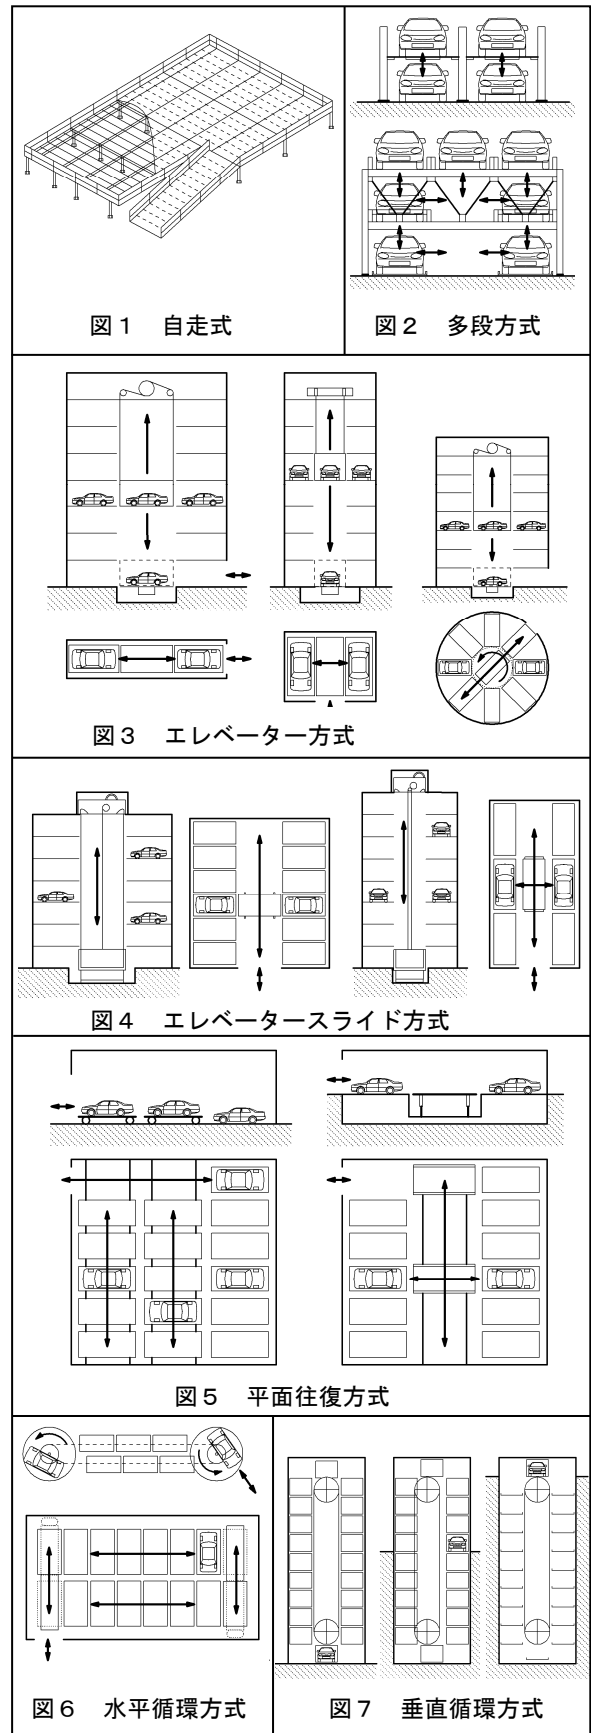 図1 自走式
図2 多段方式
図3 エレベーター方式
図4 エレベータースライド方式
図5 平面往復方式
図6 水平循環方式
図7 垂直循環方式